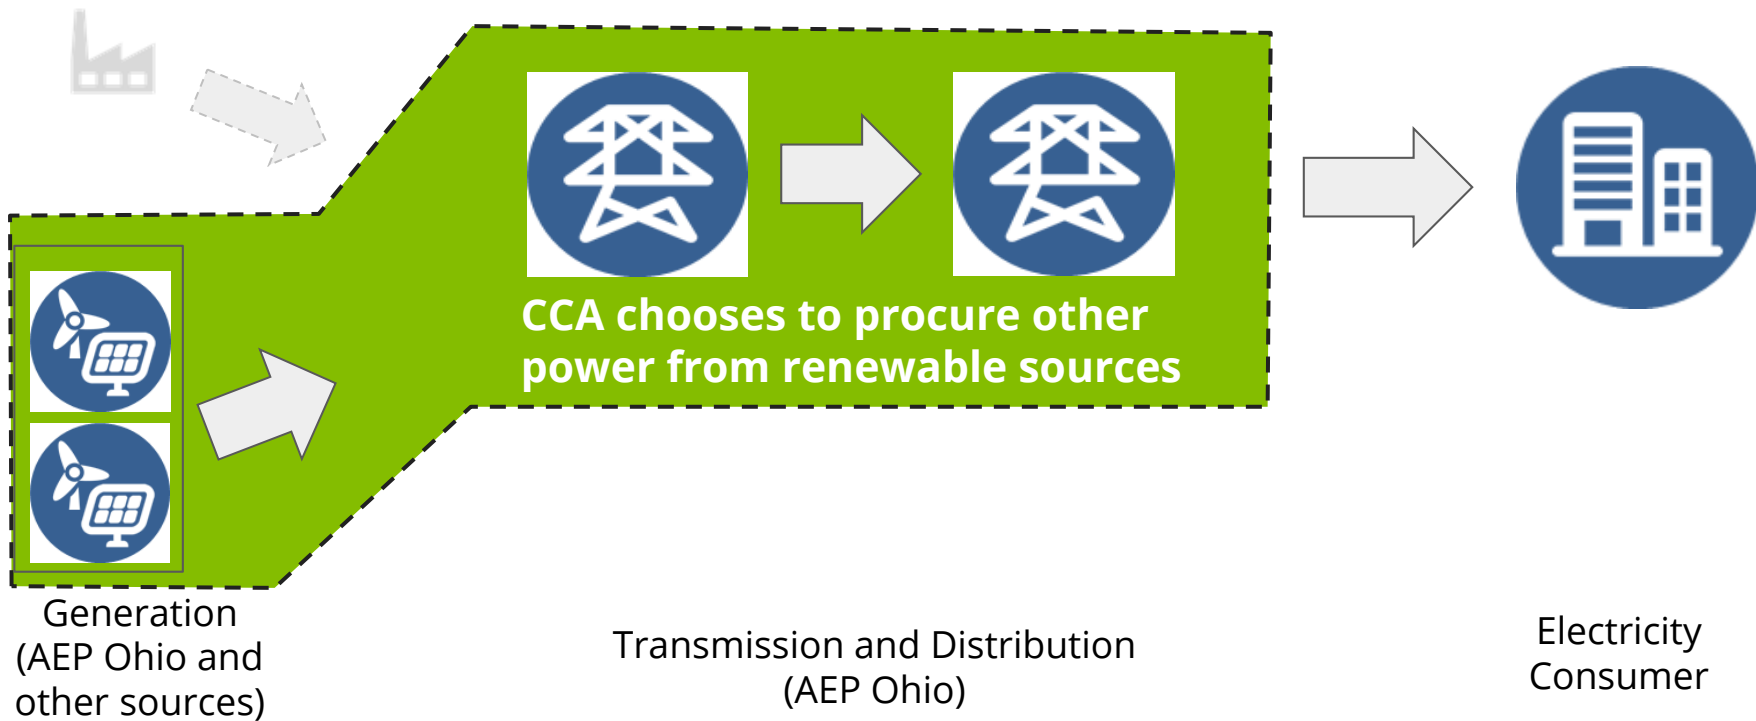 CCA chooses to procure other
power from renewable sources
Generation
(AEP Ohio and
other sources)
Transmission and Distribution
(AEP Ohio)
Electricity
Consumer